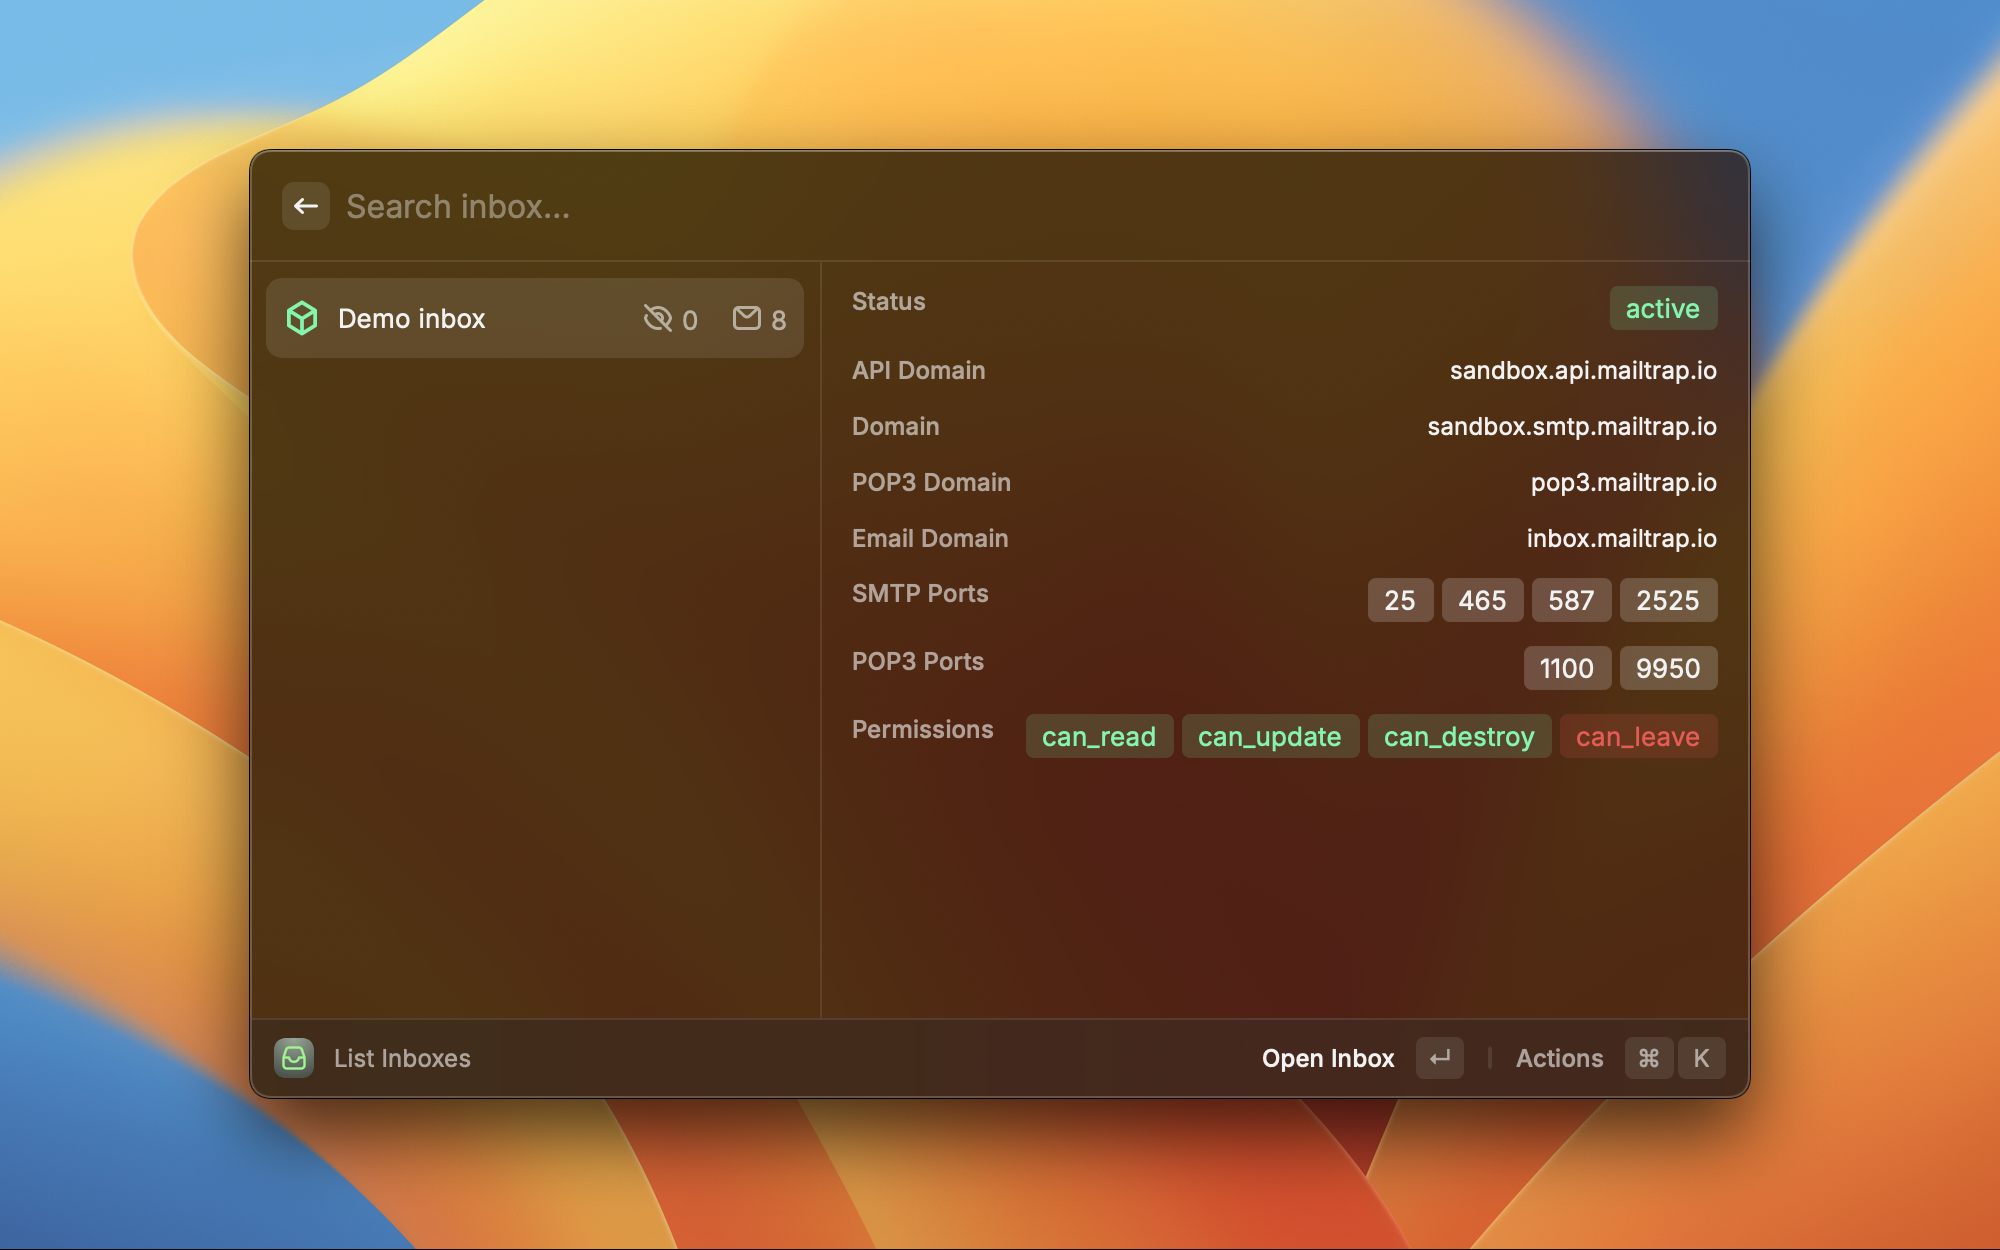 Search inbox...
Demo inbox 0 8
Status active
API Domain sandbox.api.mailtrap.io
Domain sandbox.smtp.mailtrap.io
POP3 Domain pop3.mailtrap.io
Email Domain inbox.mailtrap.io
SMTP Ports 25 465 587 2525
POP3 Ports 1100 9950
Permissions can_read can_update can_destroy can_leave
List Inboxes Open Inbox Actions ⌘ K